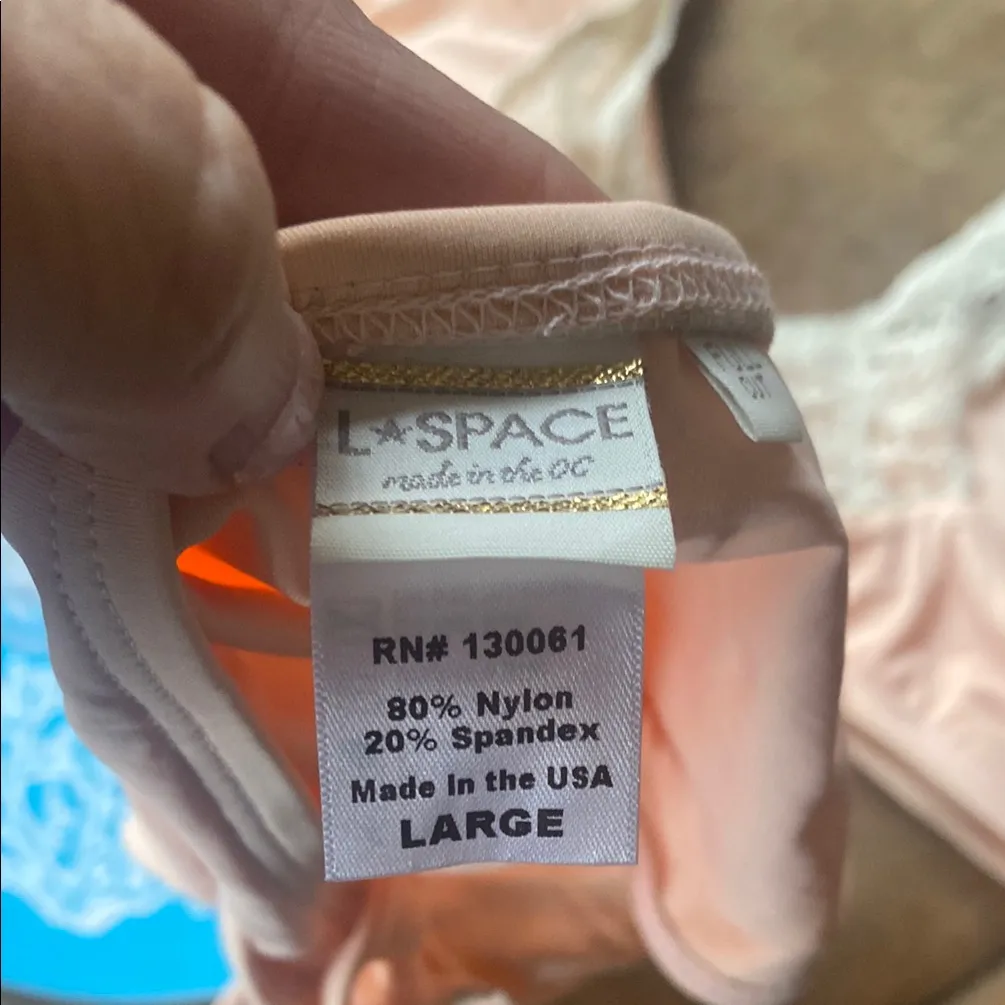 L★SPACE
made in the OC
RN# 130061
80% Nylon
20% Spandex
Made In the USA
LARGE